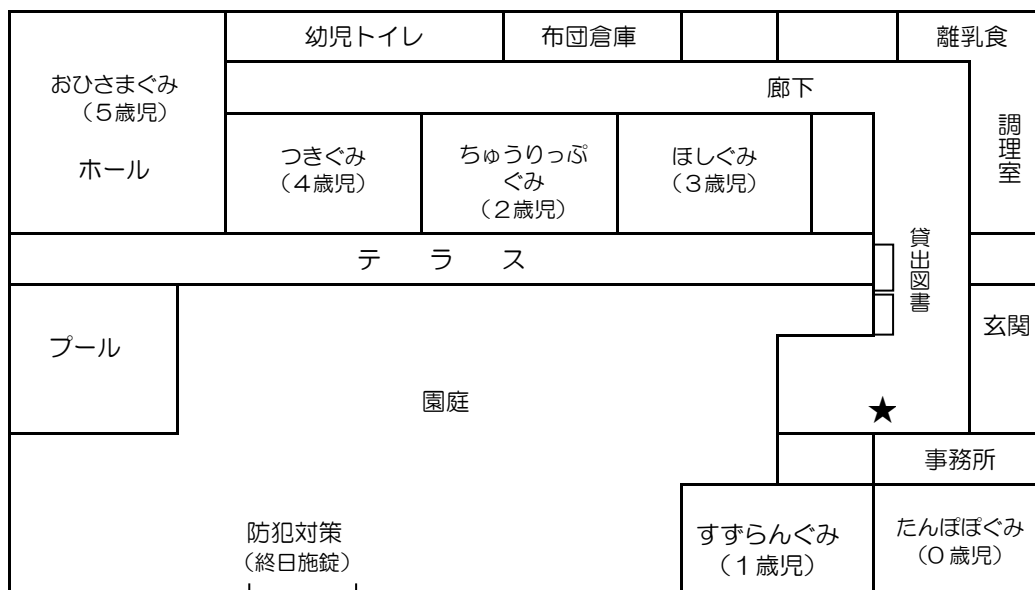 幼児トイレ
布団倉庫
離乳食
おひさまぐみ
(5歳児)
ホール
廊下
調理室
つきぐみ
(4歳児)
ちゅうりっぷ
ぐみ
(2歳児)
ほしぐみ
(3歳児)
テラス
貸出図書
プール
玄関
園庭
★
事務所
防犯対策
(終日施錠)
すずらんぐみ
(1歳児)
たんぽぽぐみ
(0歳児)